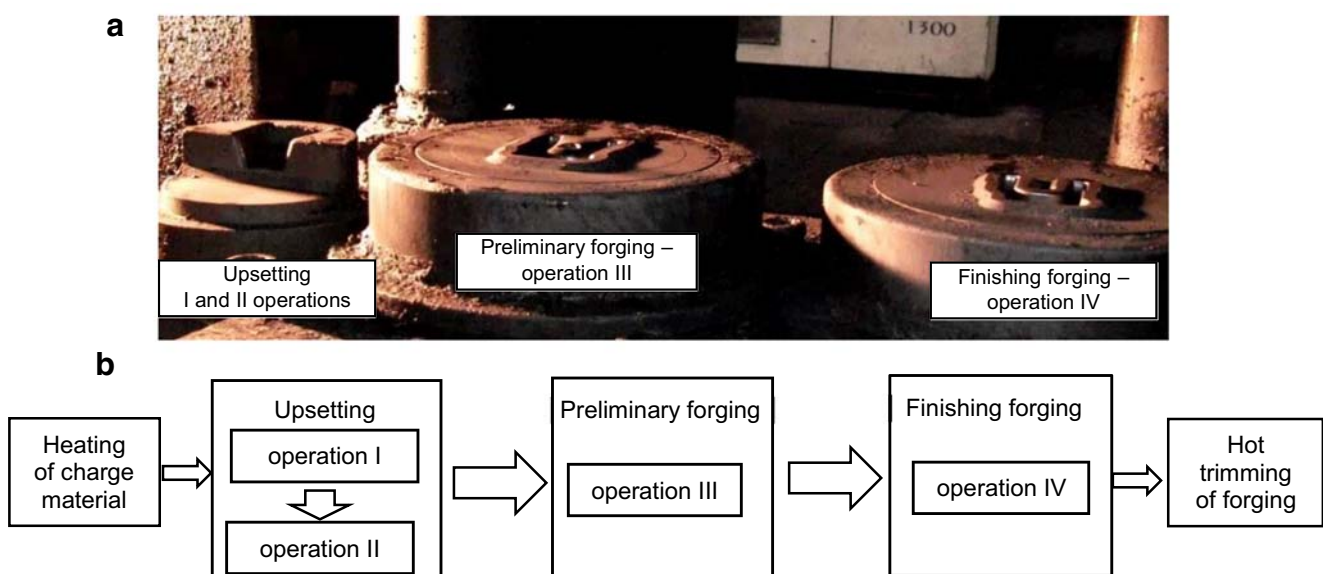 a
1300
Upsetting
I and II operations
Preliminary forging –
operation III
Finishing forging –
operation IV
b
Heating
of charge
material
Upsetting
operation I
operation II
Preliminary forging
operation III
Finishing forging
operation IV
Hot
trimming
of forging